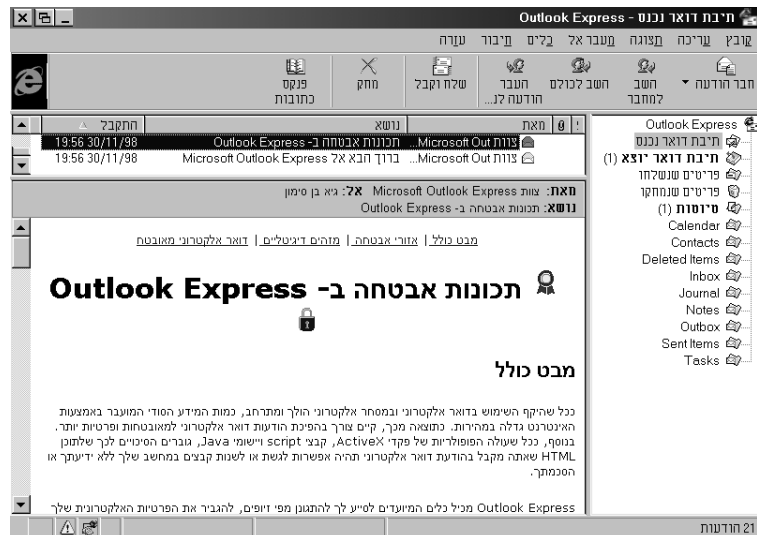 תיבת דואר נכנס - Outlook Express
קובץ עריכה תצוגה מעבר אל כלים חיבור עזרה
חבר הודעה
השב למחבר
השב לכולם
העבר הודעה לנ...
שלח וקבל
מחק
פנקס כתובות
Outlook Express
תיבת דואר נכנס
תיבת דואר יוצא (1)
פריטים שנשלחו
פריטים שנמחקו
טיוטות (1)
Calendar
Contacts
Deleted Items
Inbox
Journal
Notes
Outbox
Sent Items
Tasks
! מאת נושא התקבל
צוות Microsoft Out... תכונות אבטחה ב- Outlook Express 19:56 30/11/98
צוות Microsoft Out... ברוך הבא אל Microsoft Outlook Express 19:56 30/11/98
מאת: צוות Microsoft Outlook Express אל: גיא בן סימון
נושא: תכונות אבטחה ב- Outlook Express
מבט כולל | אזורי אבטחה | מזהים דיגיטליים | דואר אלקטרוני מאובטח
תכונות אבטחה ב- Outlook Express
מבט כולל
ככל שהיקף השימוש בדואר אלקטרוני ובמסחר אלקטרוני הולך ומתרחב, כמות המידע הסודי המועבר באמצעות
האינטרנט גדלה במהירות. כתוצאה מכך, קיים צורך בהפיכת הודעות דואר אלקטרוני למאובטחות ופרטיות יותר.
בנוסף, ככל שעולה הפופולריות של פקדי ActiveX, קבצי script ויישומי Java, גוברים הסיכויים לכך שלתוכן
HTML שאתה מקבל בהודעת דואר אלקטרוני תהיה אפשרות לגשת או לשנות קבצים במחשב שלך ללא ידיעתך או
הסכמתך.
Outlook Express מכיל כלים המיועדים לסייע לך להתגונן מפי זיופים, להגביר את הפרטיות האלקטרונית שלך
21 הודעות